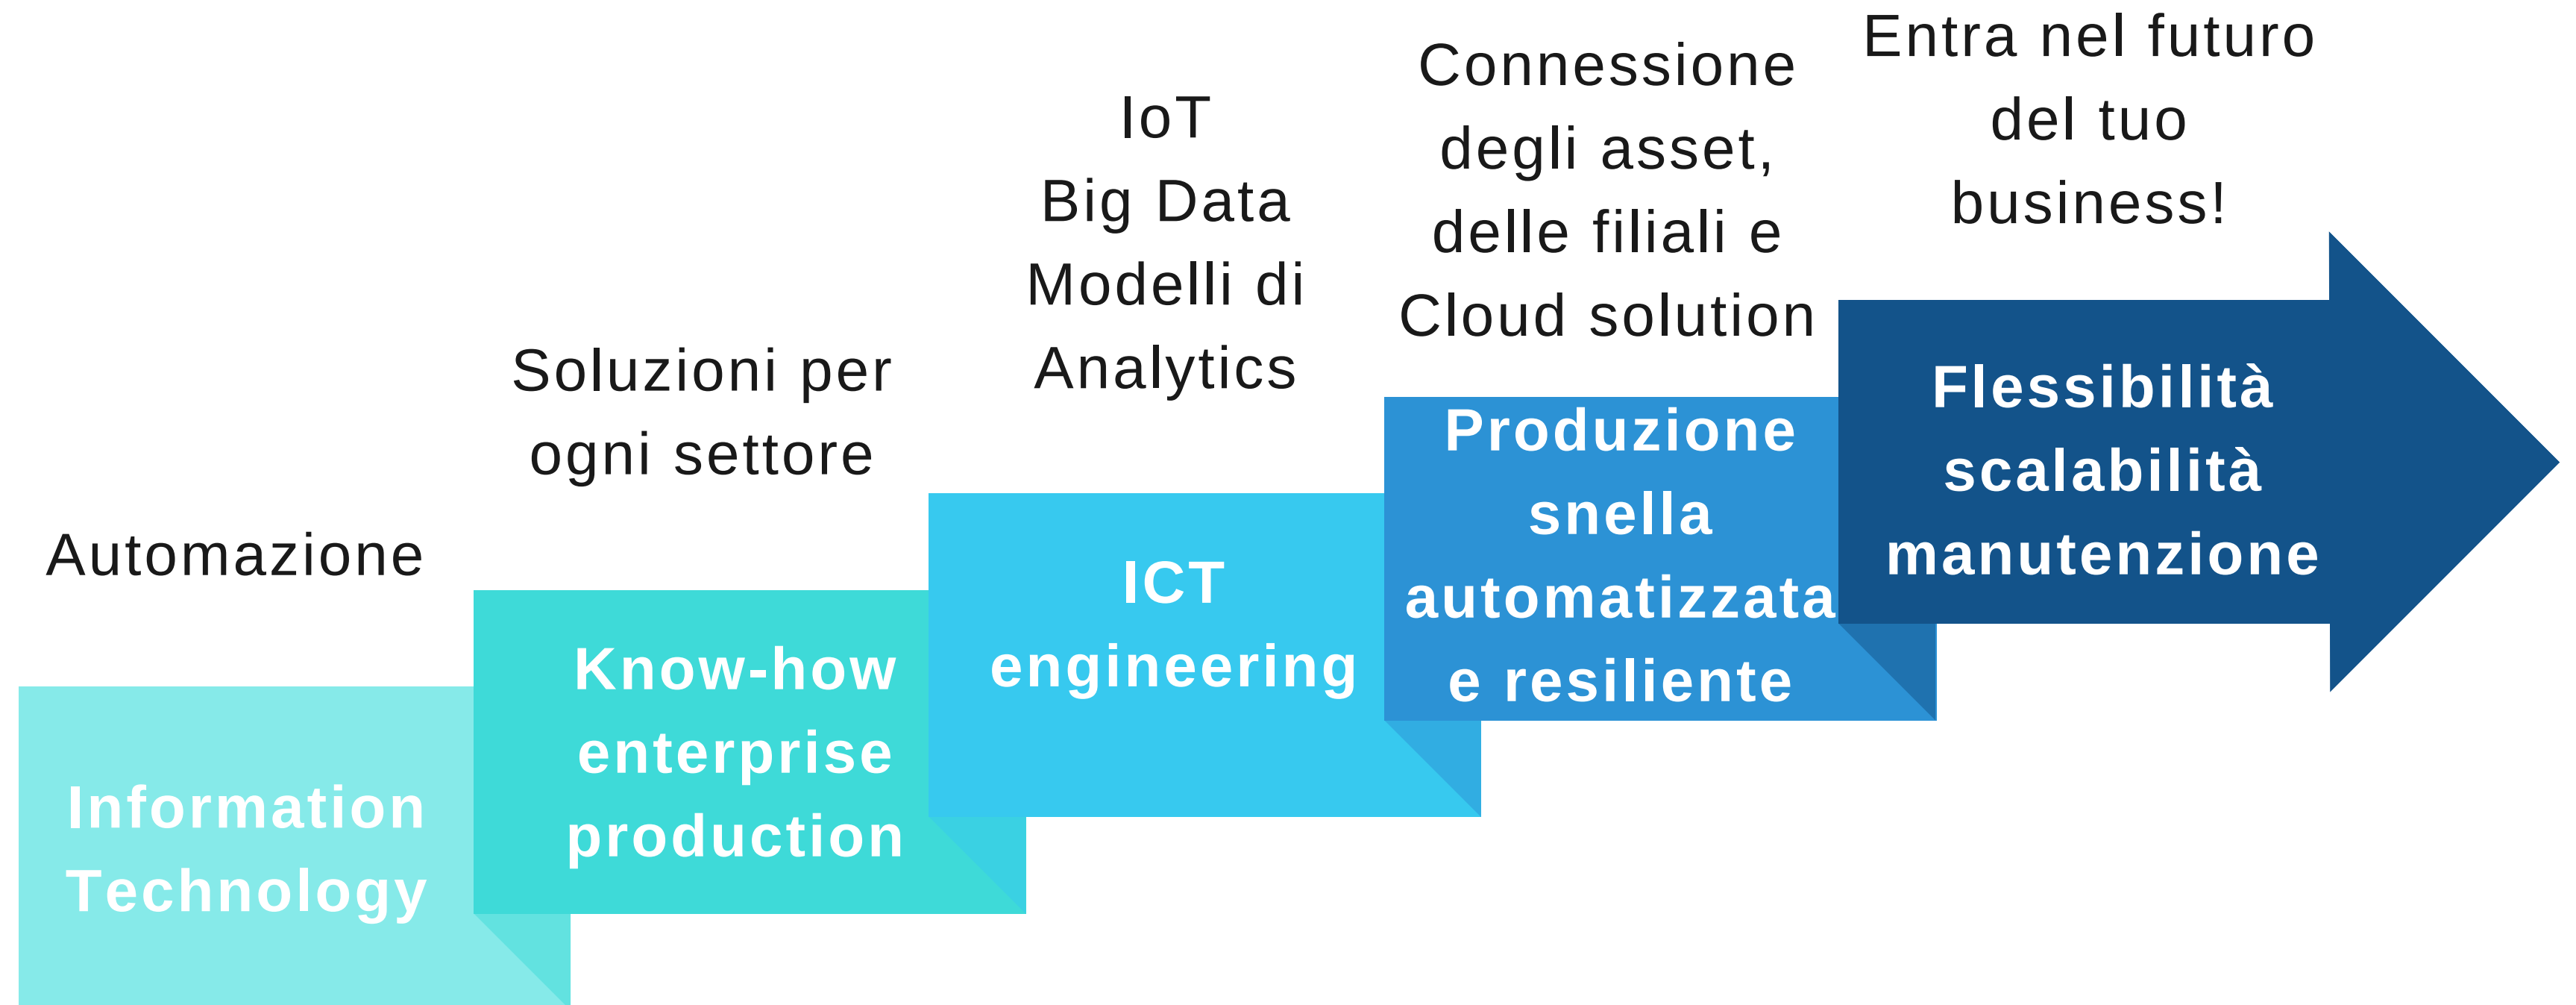 Automazione
Information
Technology
Soluzioni per
ogni settore
Know-how
enterprise
production
IoT
Big Data
Modelli di
Analytics
ICT
engineering
Connessione
degli asset,
delle filiali e
Cloud solution
Produzione
snella
automatizzata
e resiliente
Entra nel futuro
del tuo
business!
Flessibilità
scalabilità
manutenzione